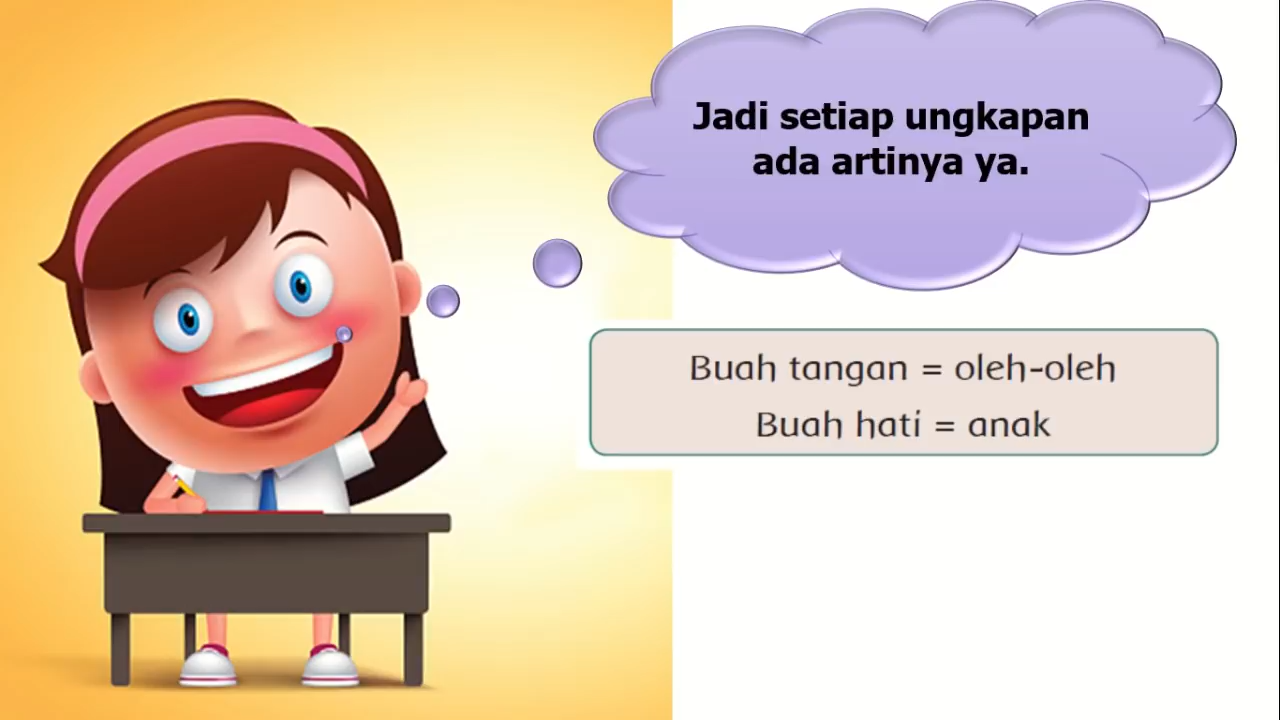 Jadi setiap ungkapan
ada artinya ya.
Buah tangan = oleh-oleh
Buah hati = anak